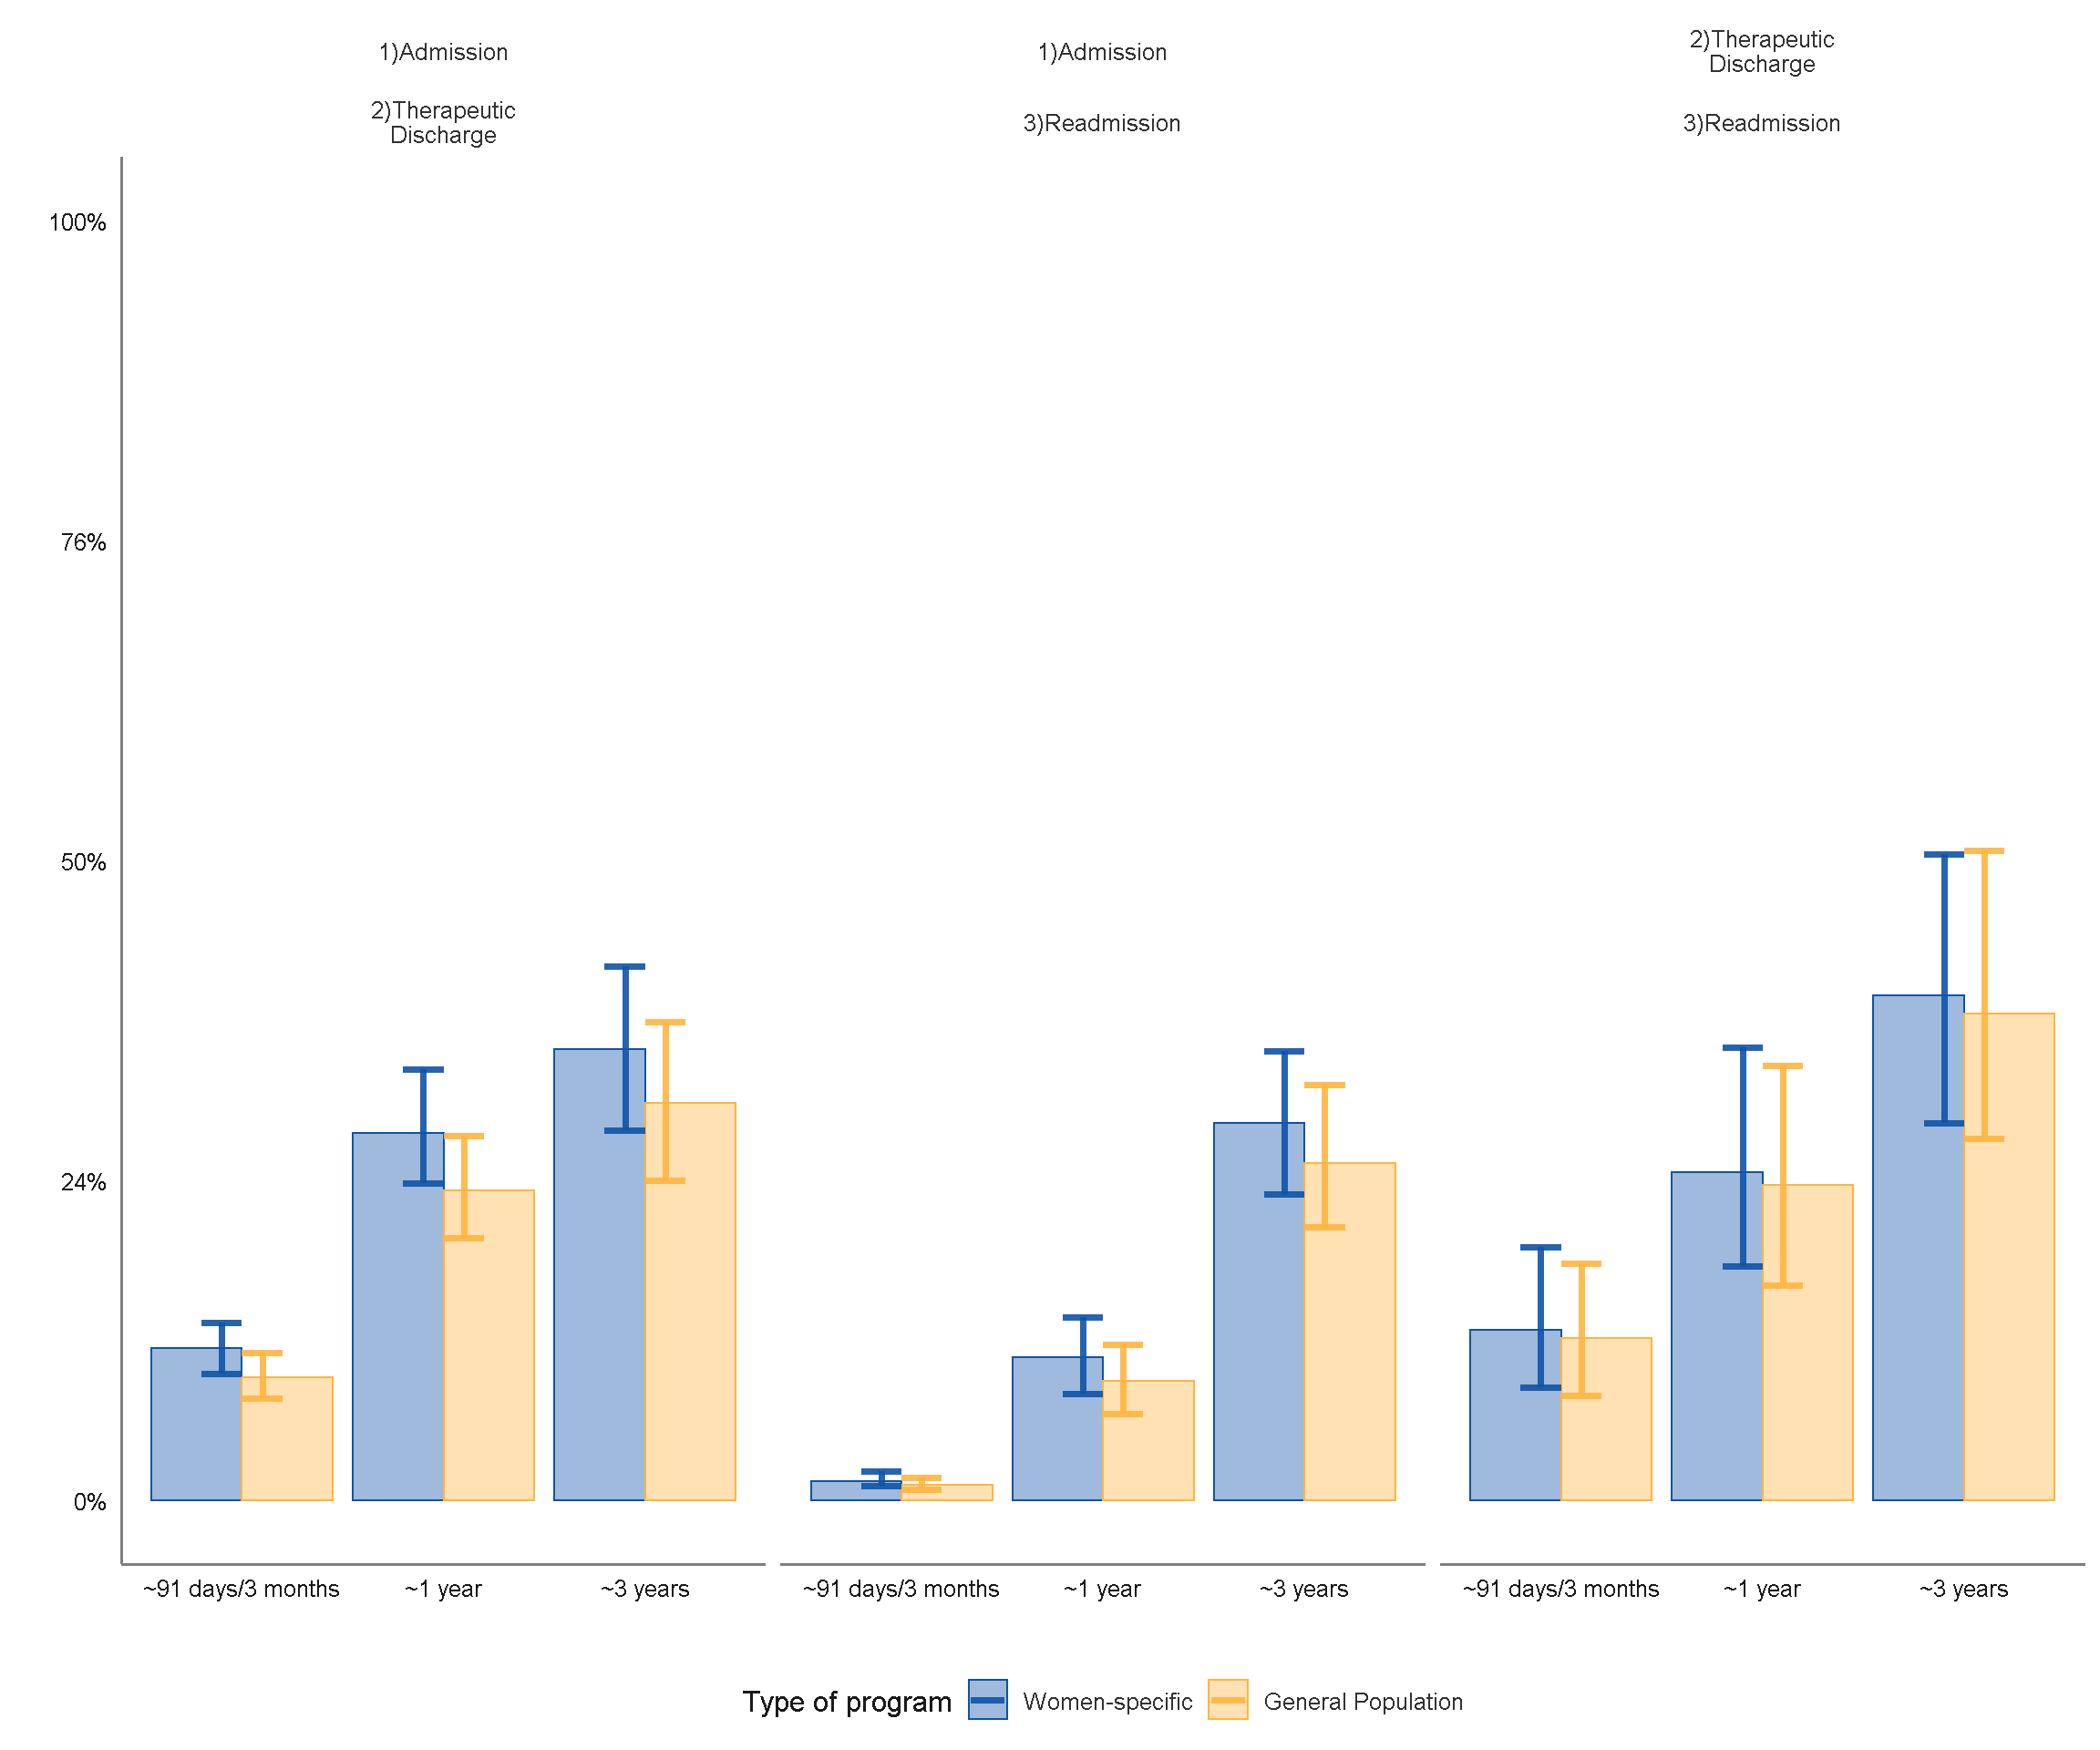 1)Admission
2)Therapeutic
Discharge
1)Admission
3)Readmission
2)Therapeutic
Discharge
3)Readmission
100%
76%
50%
24%
0%
~91 days/3 months
~1 year
~3 years
~91 days/3 months
~1 year
~3 years
~91 days/3 months
~1 year
~3 years
Type of program
Women-specific
General Population